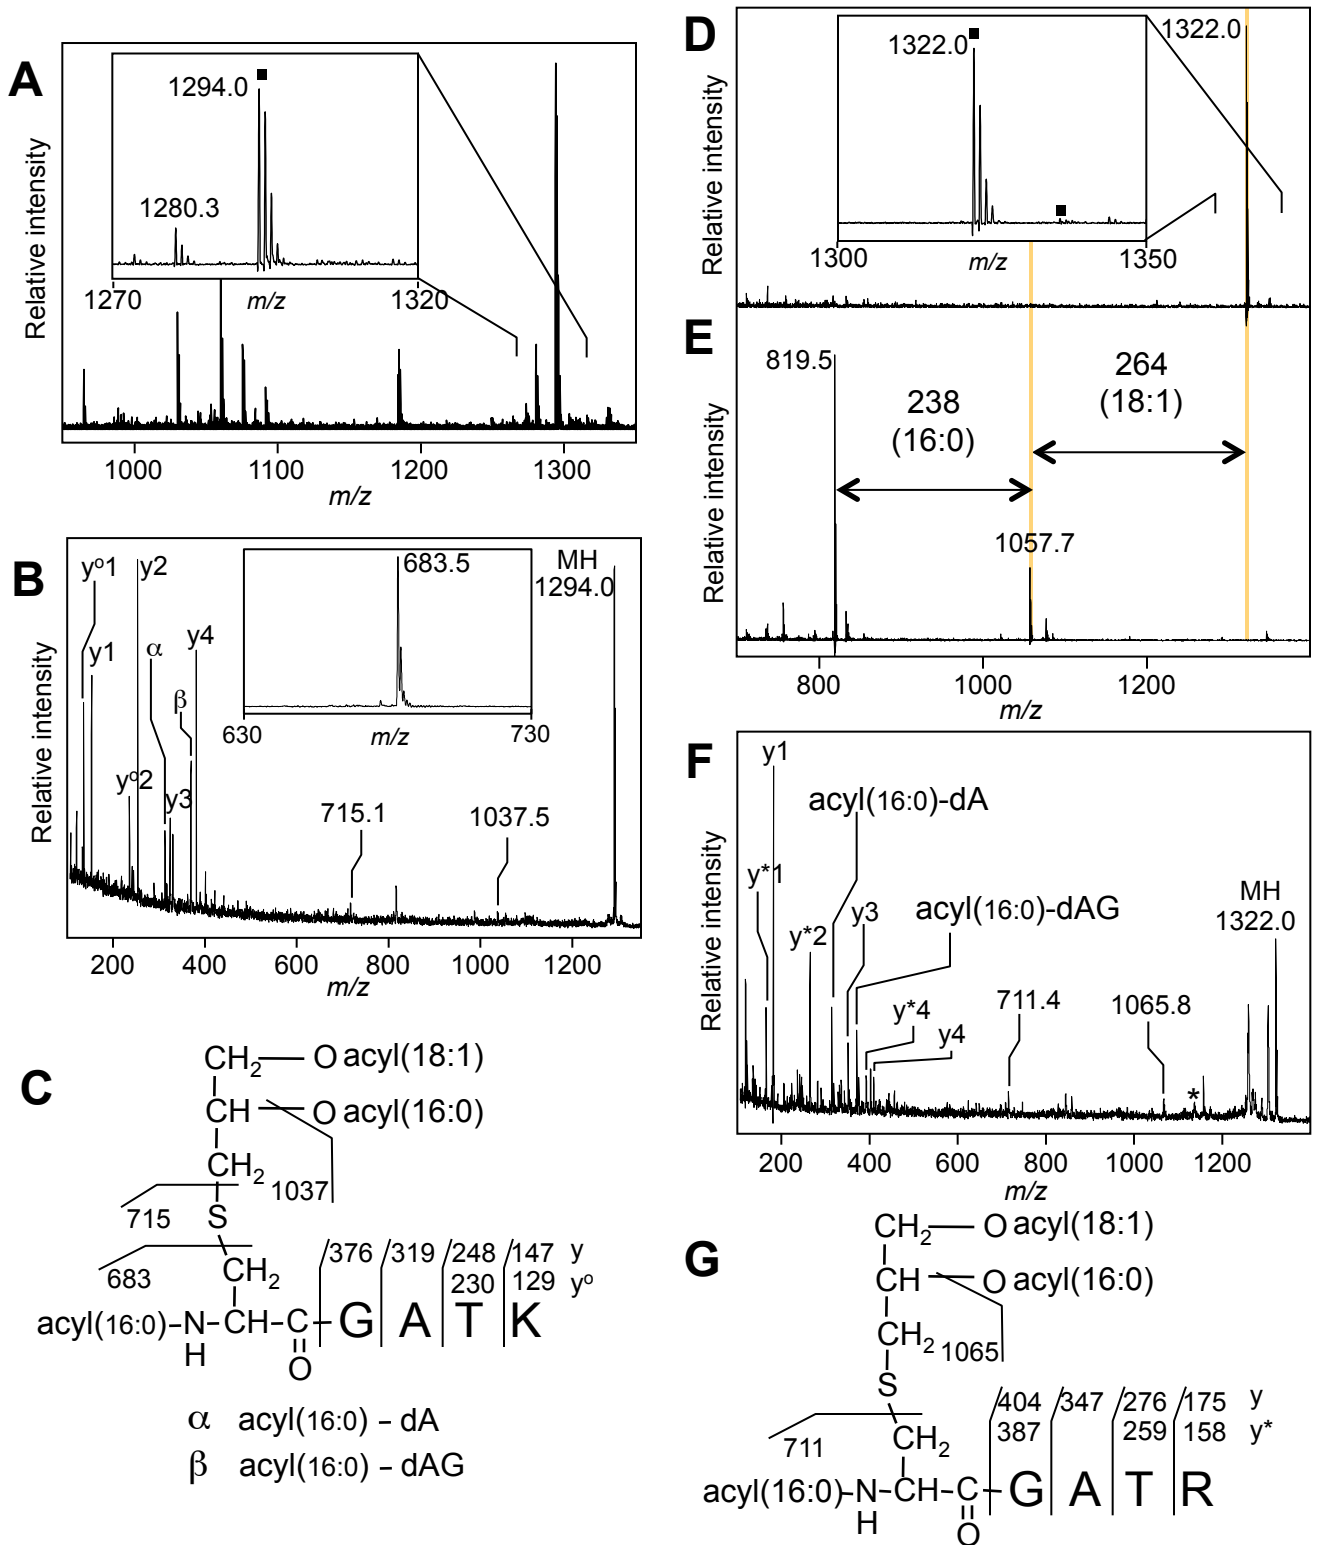 A
Relative intensity
1294.0
■
1280.3
1270
m/z
1320
1000
1100
1200
1300
m/z
B
Relative intensity
yº1
y2
y1
α
y4
β
yº2
y3
683.5
630
m/z
730
MH
1294.0
715.1
1037.5
200
400
600
800
1000
1200
m/z
C
CH2 O acyl(18:1)
CH O acyl(16:0)
CH2
1037
715
S
683
CH2
376 319 248 147 y
230 129 yº
acyl(16:0)–N–CH–C–G A T K
H
O
α acyl(16:0) – dA
β acyl(16:0) – dAG
D
Relative intensity
1322.0
■
1322.0
■
1300
m/z
1350
E
Relative intensity
819.5
238
(16:0)
264
(18:1)
1057.7
800
1000
1200
m/z
F
Relative intensity
y1
acyl(16:0)-dA
y*1
y*2
y3
acyl(16:0)-dAG
y*4
y4
711.4
1065.8
*
MH
1322.0
200
400
600
800
1000
1200
m/z
G
CH2 O acyl(18:1)
CH O acyl(16:0)
CH2
1065
S
711
CH2
404 347 276 175 y
387 259 158 y*
acyl(16:0)–N–CH–C–G A T R
H
O